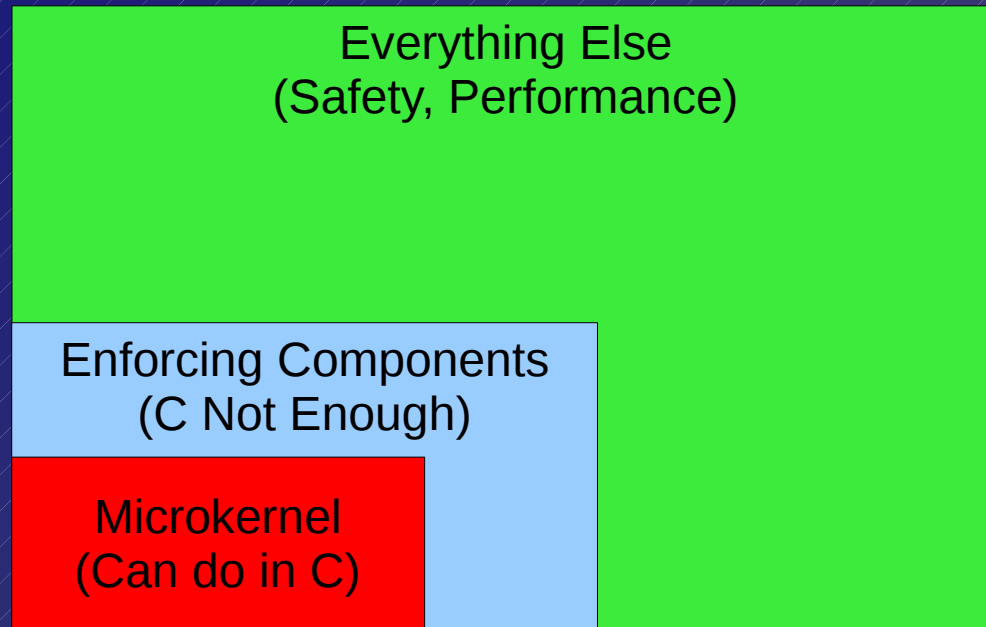 Everything Else
(Safety, Performance)
Enforcing Components
(C Not Enough)
Microkernel
(Can do in C)